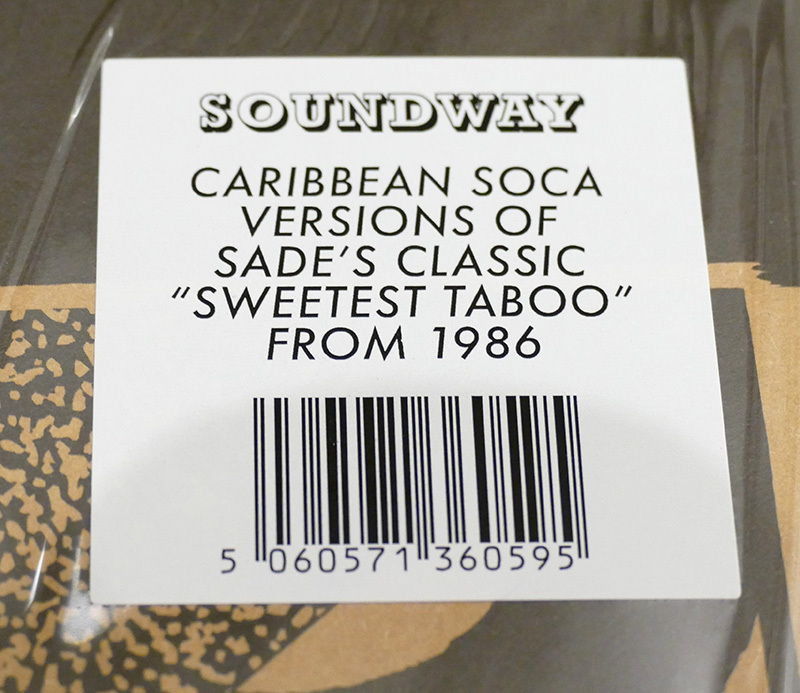 SOUNDWAY
CARIBBEAN SOCA
VERSIONS OF
SADE'S CLASSIC
"SWEETEST TABOO"
FROM 1986
5 060571 360595